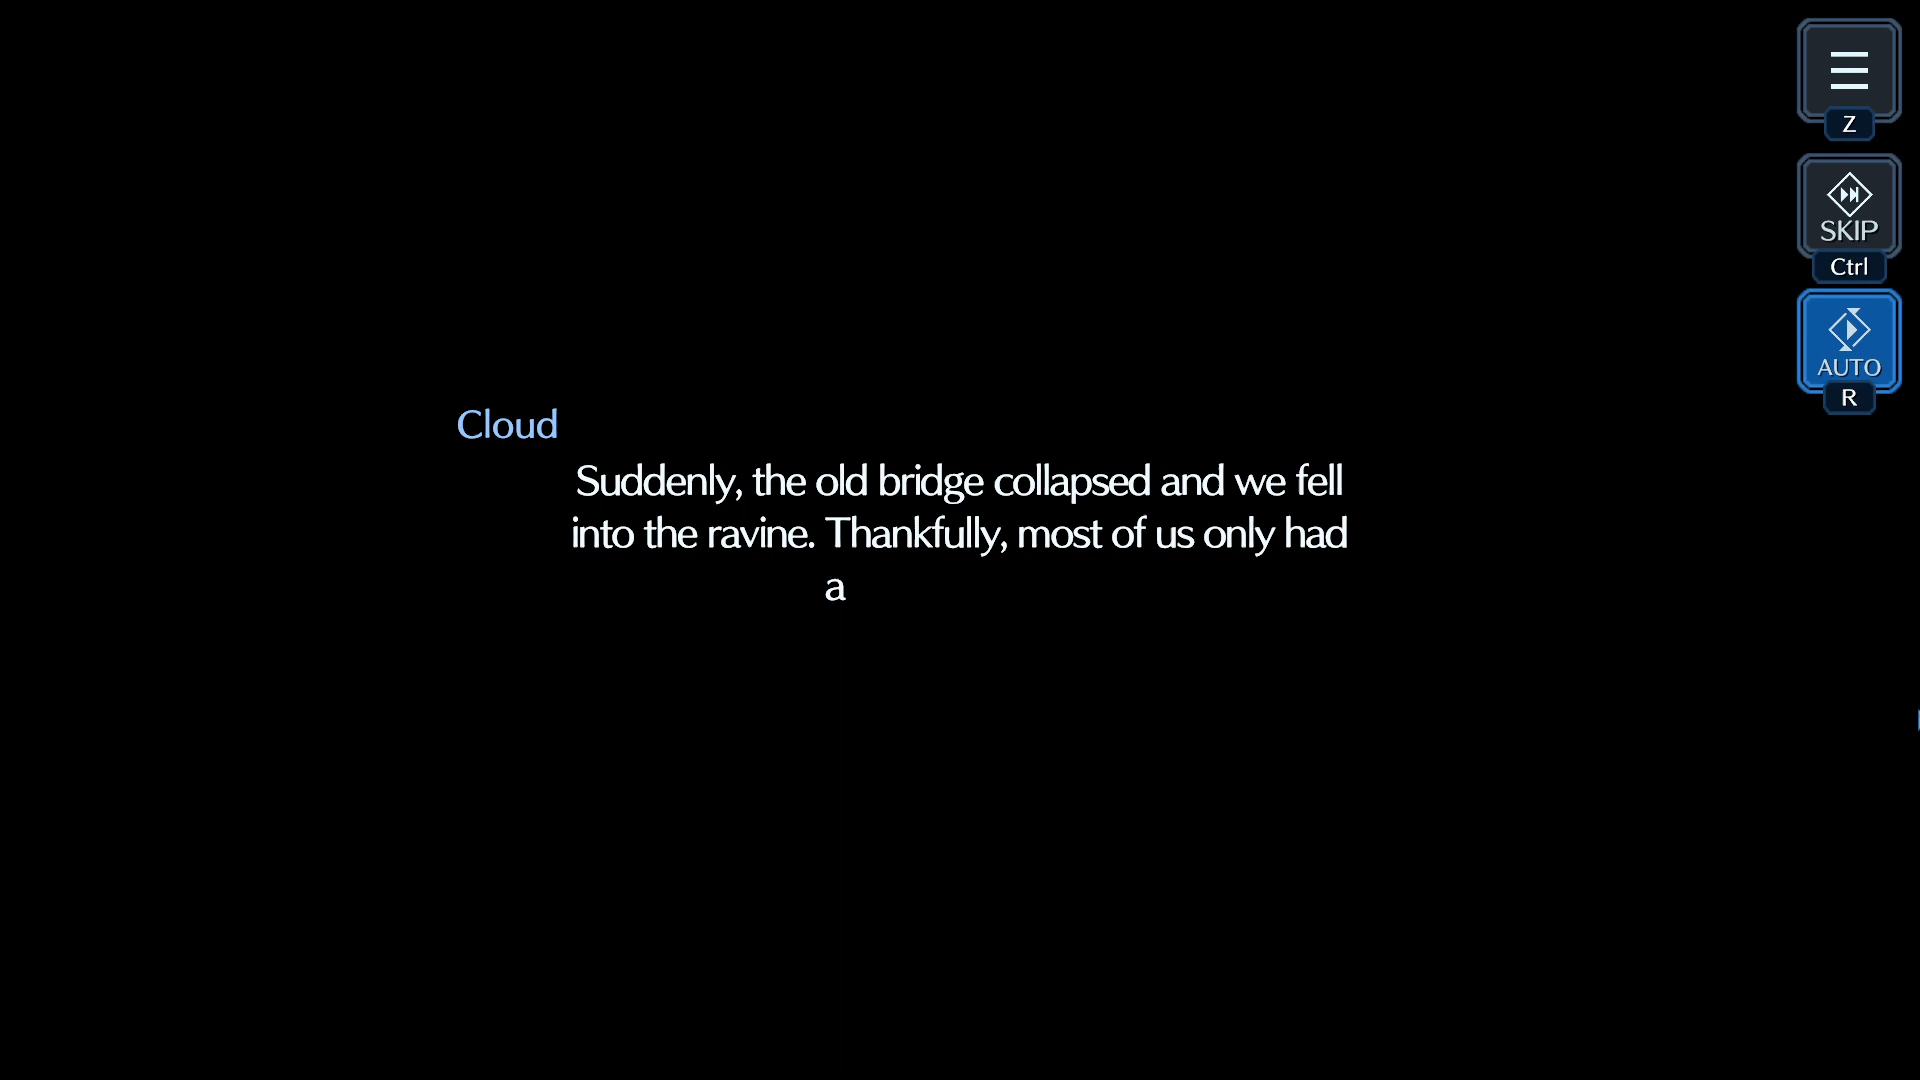 Z
SKIP
Ctrl
AUTO
R
Cloud
Suddenly, the old bridge collapsed and we fell
into the ravine. Thankfully, most of us only had
a